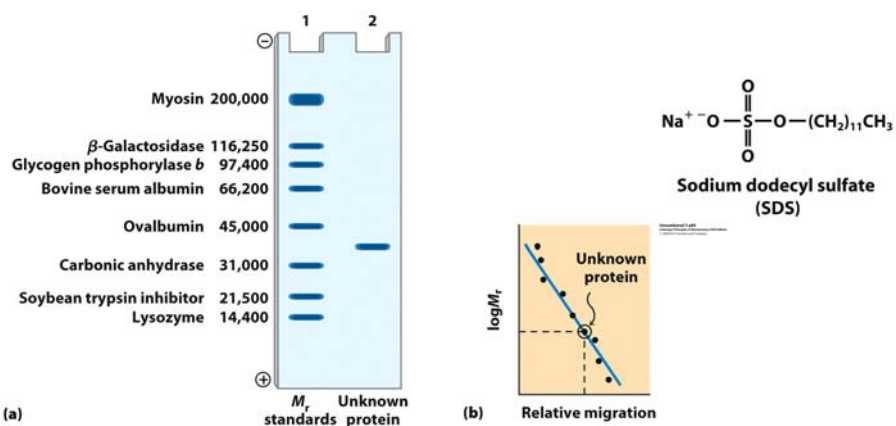 1 2
⊖
Myosin 200,000
β-Galactosidase 116,250
Glycogen phosphorylase b 97,400
Bovine serum albumin 66,200
Ovalbumin 45,000
Carbonic anhydrase 31,000
Soybean trypsin inhibitor 21,500
Lysozyme 14,400
⊕
Mr Unknown
standards protein
(a)
O
Na⁺ ⁻O—S—O—(CH₂)₁₁CH₃
O
Sodium dodecyl sulfate
(SDS)
Unknown
protein
log Mr
Relative migration
(b)